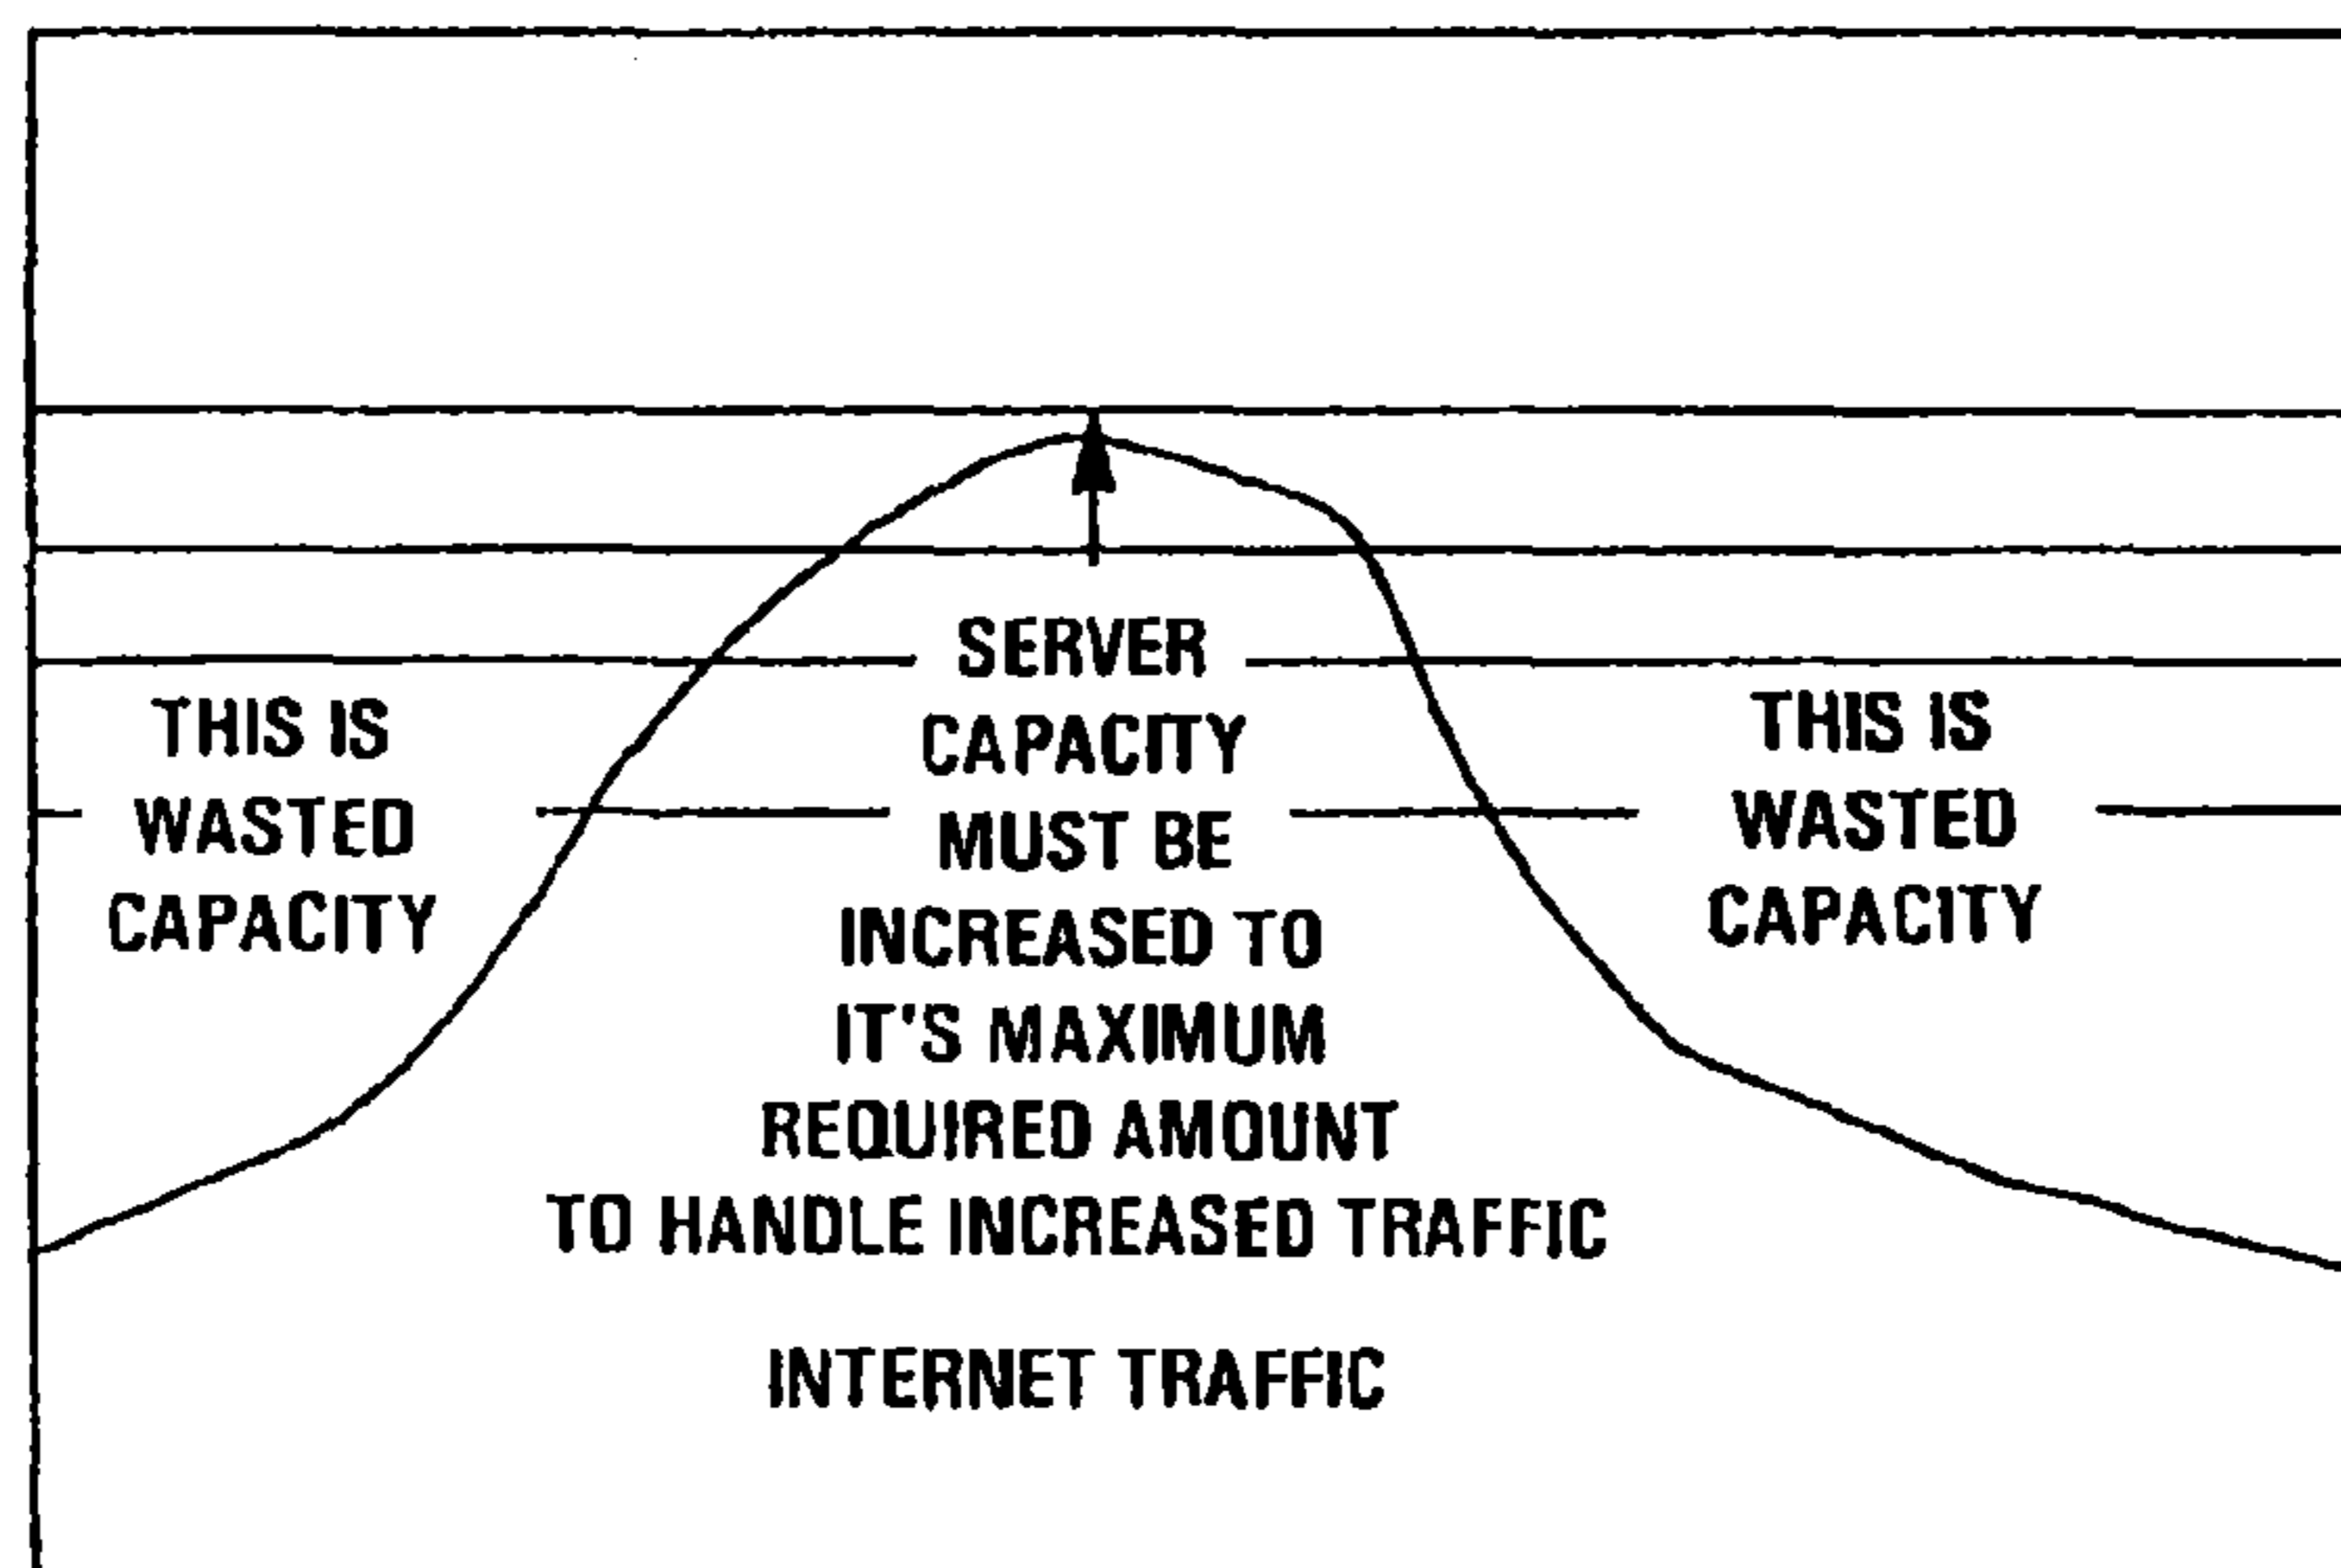 THIS IS
WASTED
CAPACITY
SERVER
CAPACITY
MUST BE
INCREASED TO
IT'S MAXIMUM
REQUIRED AMOUNT
TO HANDLE INCREASED TRAFFIC
THIS IS
WASTED
CAPACITY
INTERNET TRAFFIC